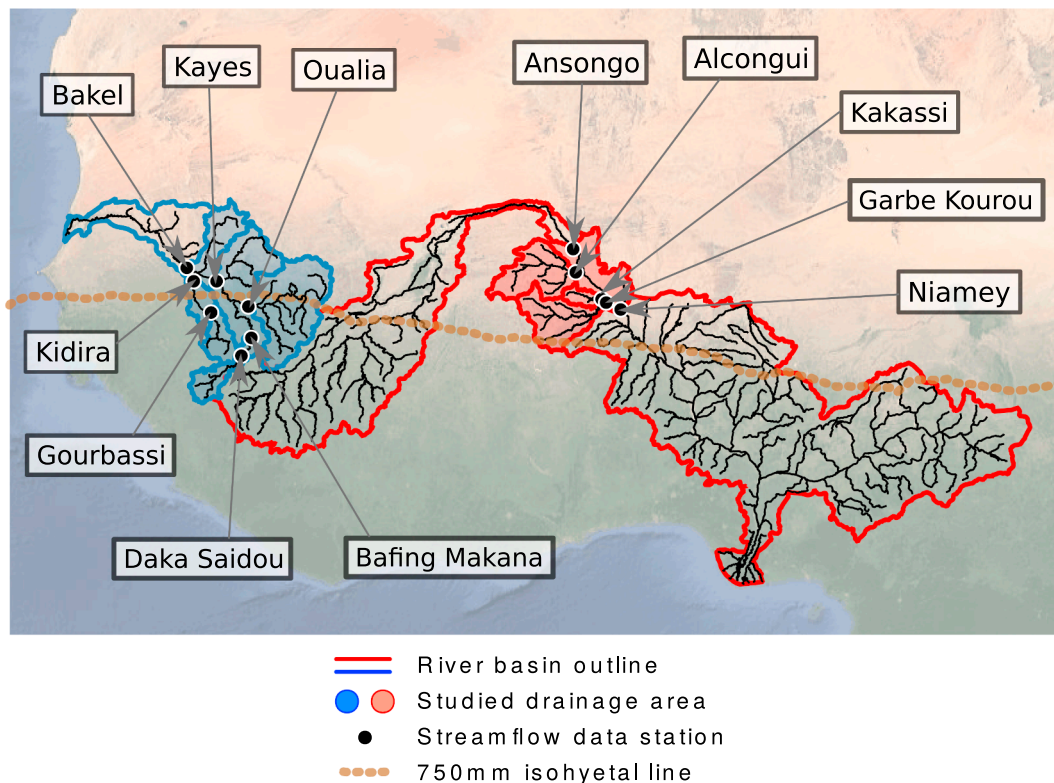 Kayes
Oualia
Ansongo
Alcongui
Bakel
Kakassi
Garbe Kourou
Niamey
Kidira
Gourbassi
Daka Saidou
Bafing Makana
River basin outline
Studied drainage area
Streamflow data station
750mm isohyetal line